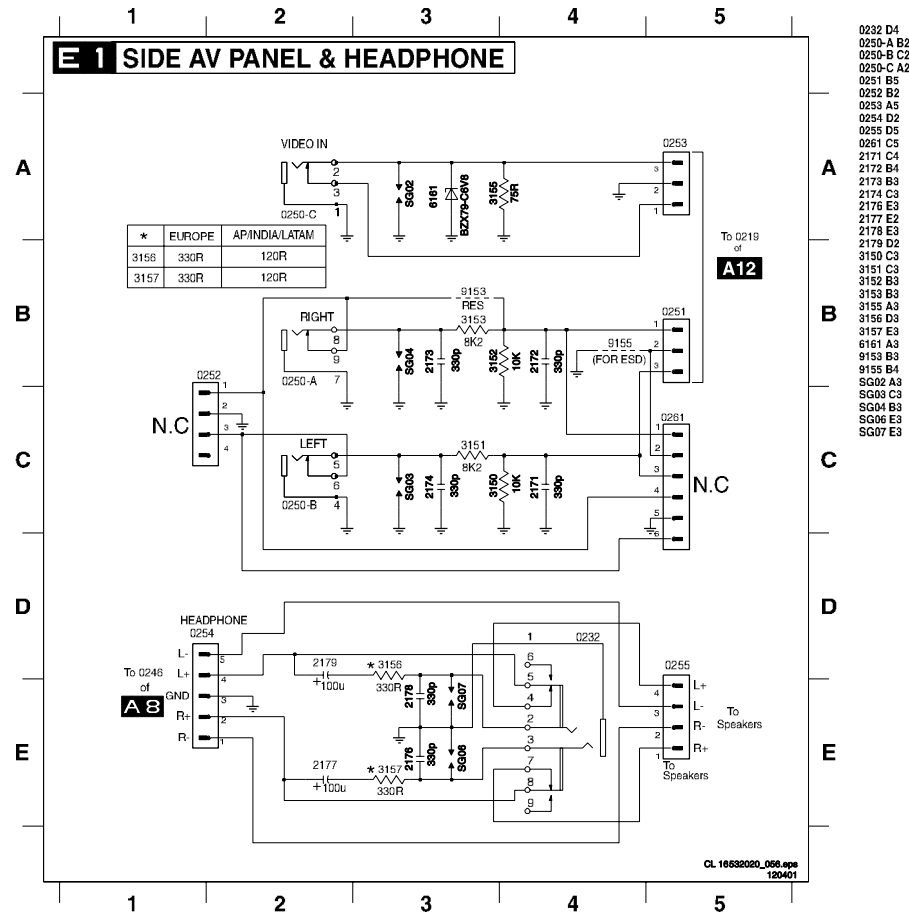 1 2 3 4 5
E 1 SIDE AV PANEL & HEADPHONE
0232 D4
0250-A B2
0250-B C2
0250-C A2
0251 B5
0252 B2
0253 A5
0254 D2
0255 D5
0261 C5
2171 C4
2172 B4
2173 B3
2174 C3
2176 E3
2177 E2
2178 E3
2179 D2
3150 C3
3151 C3
3152 B3
3153 B3
3155 A3
3156 D3
3157 E3
6161 A3
9153 B3
9155 B4
SG02 A3
SG03 C3
SG04 B3
SG06 E3
SG07 E3
A
A
VIDEO IN
2
3
1
0250-C
SG02
6161
BZX79-C6V8
3155
75R
0253
3
2
1
To 0219
of
A12
* EUROPE AP/INDIA/LATAM
3156 330R 120R
3157 330R 120R
B
B
RIGHT
8
9
7
0250-A
9153
RES
3153
8K2
SG04
2173
330p
3152
10K
2172
330p
9155
(FOR ESD)
0251
1
2
3
C
C
0252
1
2
3
4
N.C
LEFT
5
6
4
0250-B
3151
8K2
SG03
2174
330p
3150
10K
2171
330p
0261
1
2
3
4
5
6
N.C
D
D
HEADPHONE
0254
L- 5
L+ 4
GND 3
R+ 2
R- 1
To 0246
of
A 8
2179
+100u
* 3156
330R
2178
330p
SG07
2176
330p
SG06
2177
+100u
* 3157
330R
1
0232
6
5
4
2
3
7
8
9
0255
4 L+
3 L-
2 R-
1 R+
To
Speakers
To
Speakers
E
E
CL 16532020_056.eps
120401
1 2 3 4 5